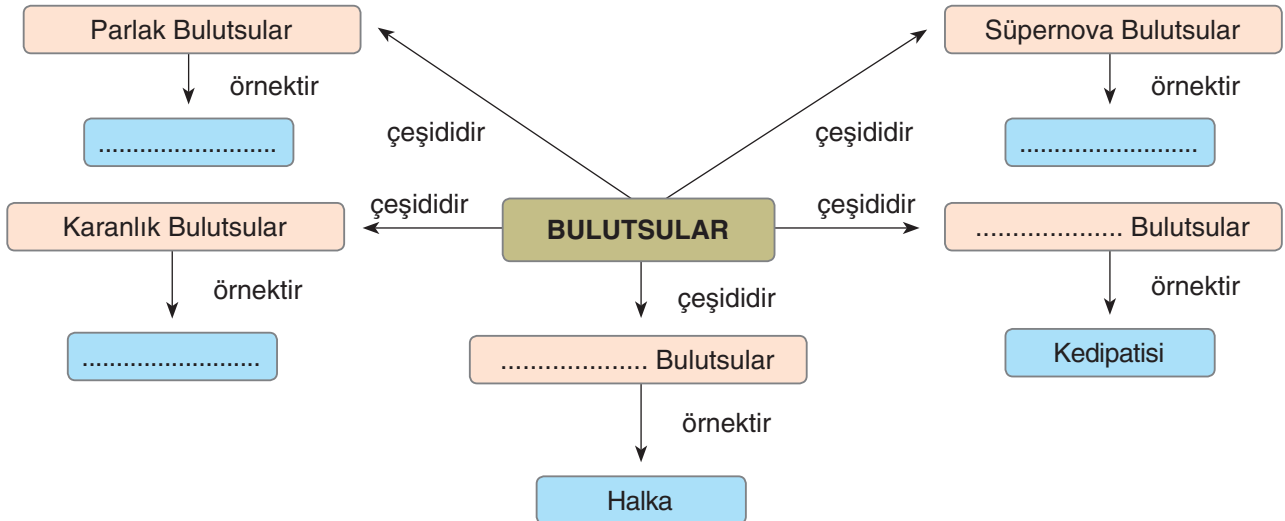 Parlak Bulutsular
örnektir
..........................
çeşididir
Süpernova Bulutsular
örnektir
..........................
çeşididir
Karanlık Bulutsular
örnektir
..........................
çeşididir
BULUTSULAR
çeşididir
.................... Bulutsular
örnektir
Kedipatisi
çeşididir
.................... Bulutsular
örnektir
Halka